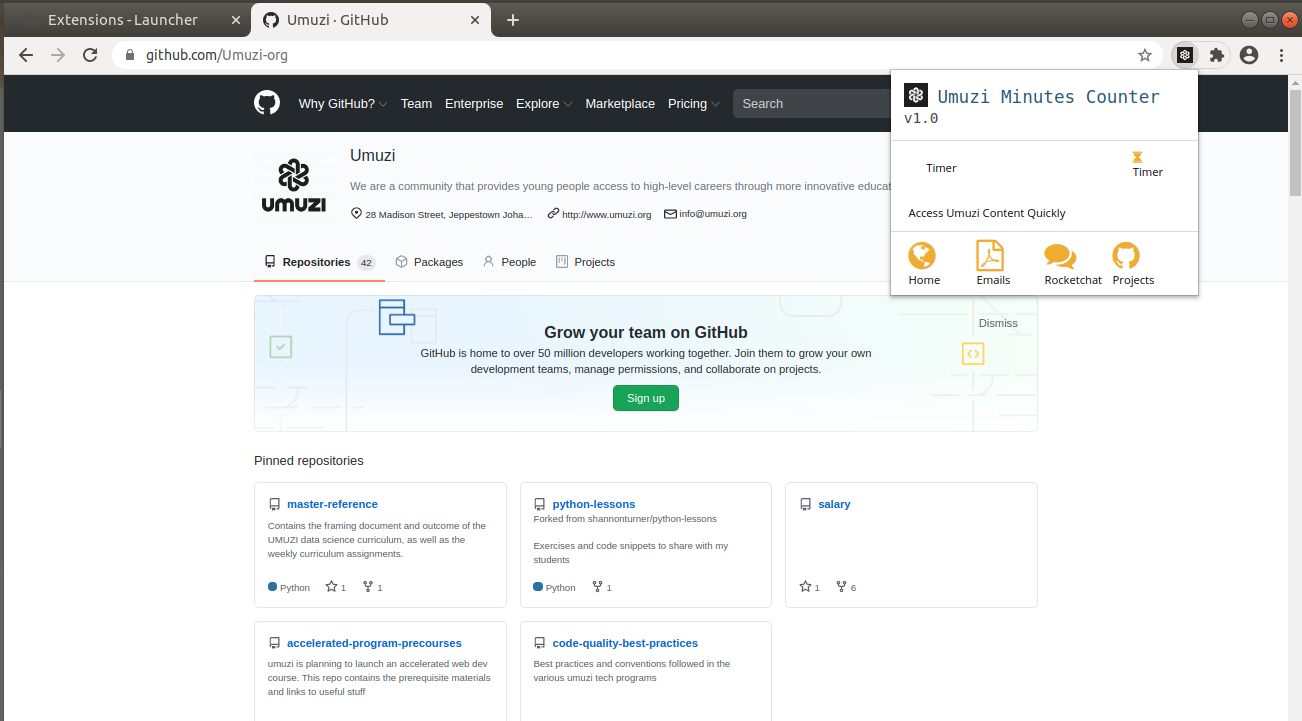 Extensions - Launcher
Umuzi · GitHub
github.com/Umuzi-org
Why GitHub? Team Enterprise Explore Marketplace Pricing
Search
Umuzi Minutes Counter
v1.0
Timer
Timer
Access Umuzi Content Quickly
Home Emails Rocketchat Projects
UMUZI
Umuzi
We are a community that provides young people access to high-level careers through more innovative educat
28 Madison Street, Jeppestown Joha… http://www.umuzi.org info@umuzi.org
Repositories 42 Packages People Projects
Dismiss
Grow your team on GitHub
GitHub is home to over 50 million developers working together. Join them to grow your own
development teams, manage permissions, and collaborate on projects.
Sign up
Pinned repositories
master-reference
Contains the framing document and outcome of the
UMUZI data science curriculum, as well as the
weekly curriculum assignments.
Python 1 1
python-lessons
Forked from shannonturner/python-lessons
Exercises and code snippets to share with my
students
Python 1
salary
1 6
accelerated-program-precourses
umuzi is planning to launch an accelerated web dev
course. This repo contains the prerequisite materials
and links to useful stuff
code-quality-best-practices
Best practices and conventions followed in the
various umuzi tech programs